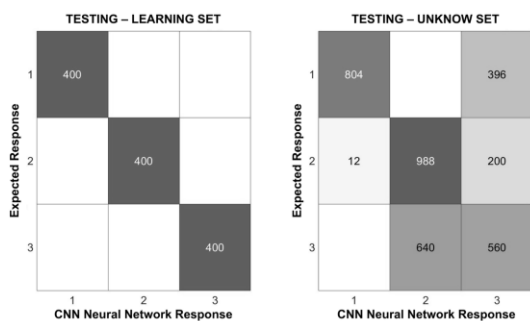 TESTING – LEARNING SET
Expected Response
1
2
3
400
400
400
1 2 3
CNN Neural Network Response
TESTING – UNKNOW SET
Expected Response
1
2
3
804 396
12 988 200
640 560
1 2 3
CNN Neural Network Response